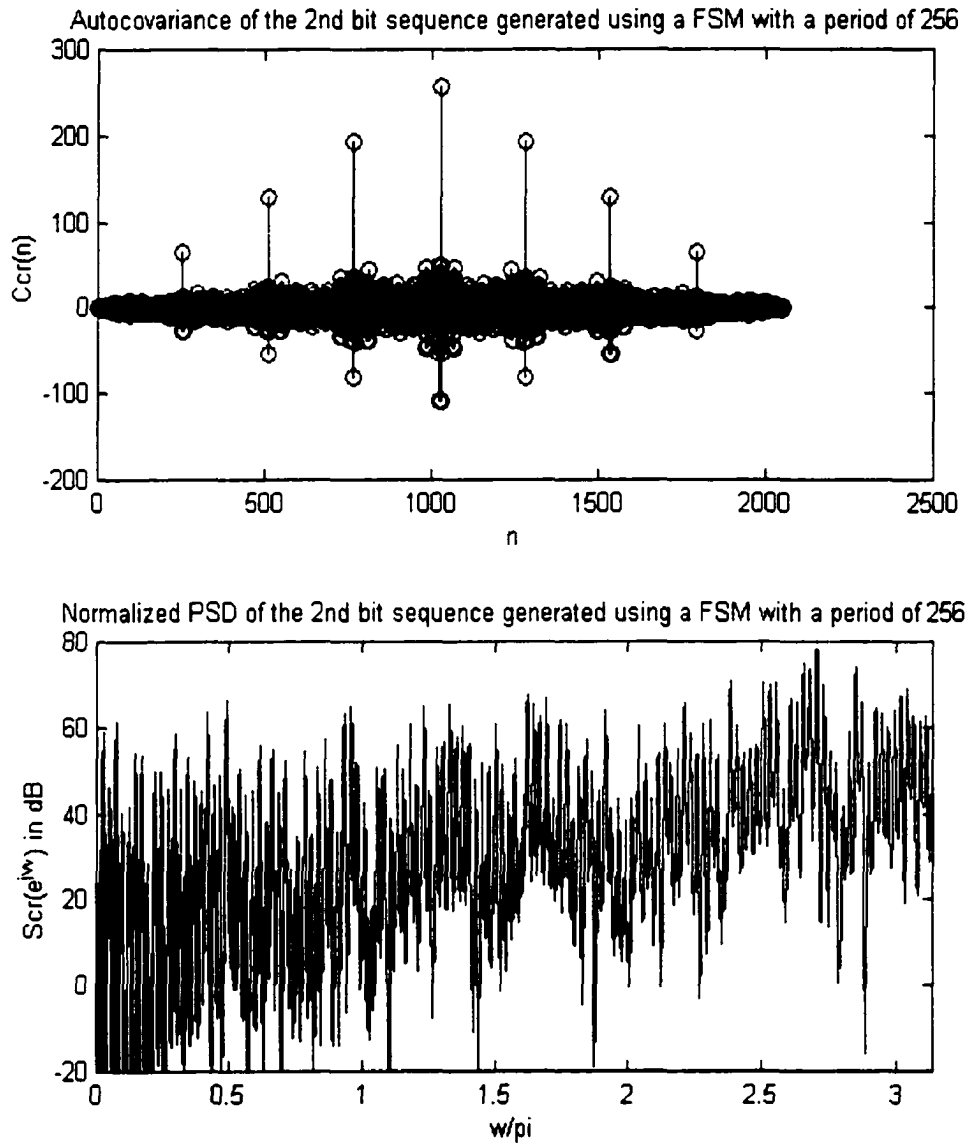 Autocovariance of the 2nd bit sequence generated using a FSM with a period of 256
300
200
100
0
-100
-200
Ccr(n)
0 500 1000 1500 2000 2500
n
Normalized PSD of the 2nd bit sequence generated using a FSM with a period of 256
80
60
40
20
0
-20
Scr(e^jw) in dB
0 0.5 1 1.5 2 2.5 3
w/pi